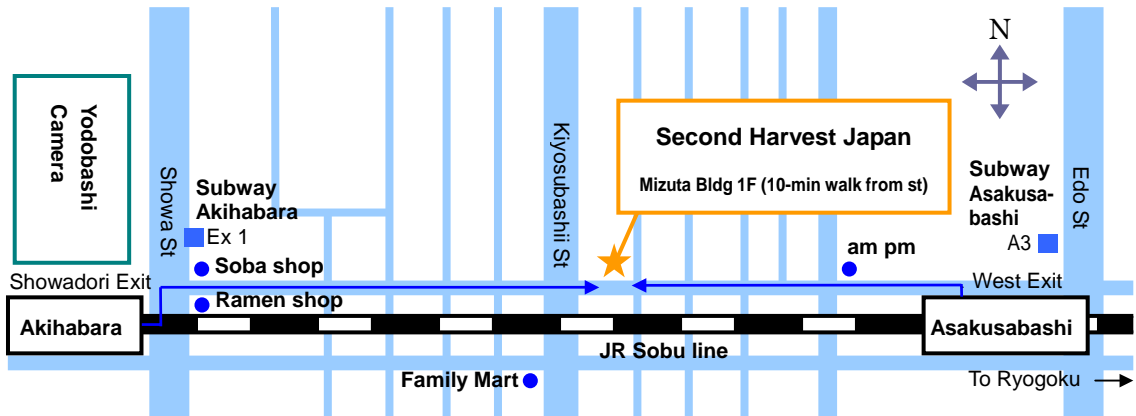 N
Yodobashi
Camera
Showa St
Kiyosubashii St
Edo St
Second Harvest Japan
Mizuta Bldg 1F (10-min walk from st)
Subway
Akihabara
Ex 1
Subway
Asakusa-
bashi
A3
Soba shop
am pm
Showadori Exit
West Exit
Ramen shop
Akihabara
Asakusabashi
JR Sobu line
Family Mart
To Ryogoku